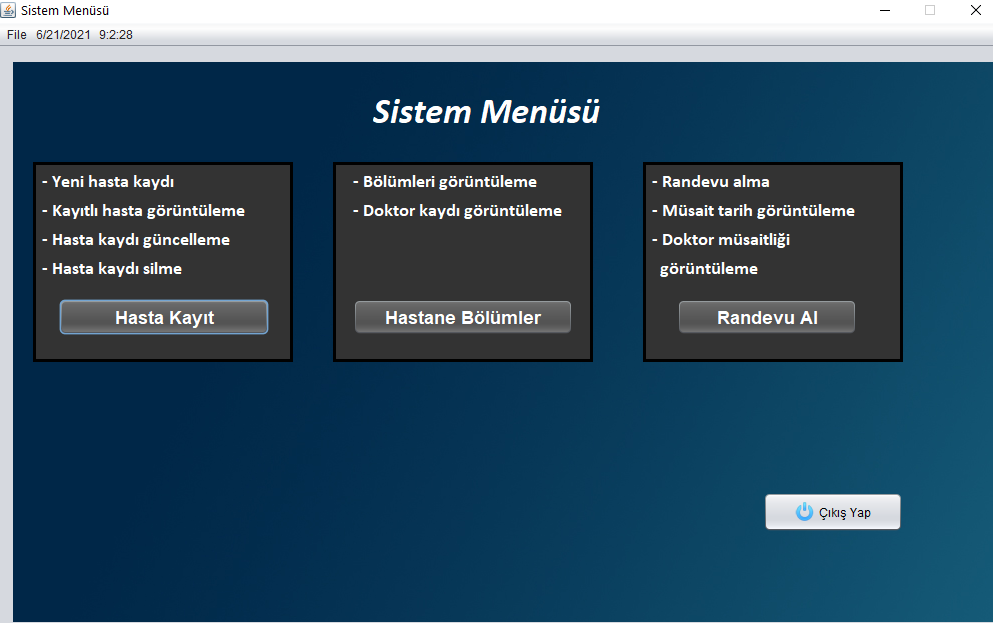 Sistem Menüsü
File 6/21/2021 9:2:28
Sistem Menüsü
- Yeni hasta kaydı
- Kayıtlı hasta görüntüleme
- Hasta kaydı güncelleme
- Hasta kaydı silme
Hasta Kayıt
- Bölümleri görüntüleme
- Doktor kaydı görüntüleme
Hastane Bölümler
- Randevu alma
- Müsait tarih görüntüleme
- Doktor müsaitliği
görüntüleme
Randevu Al
Çıkış Yap